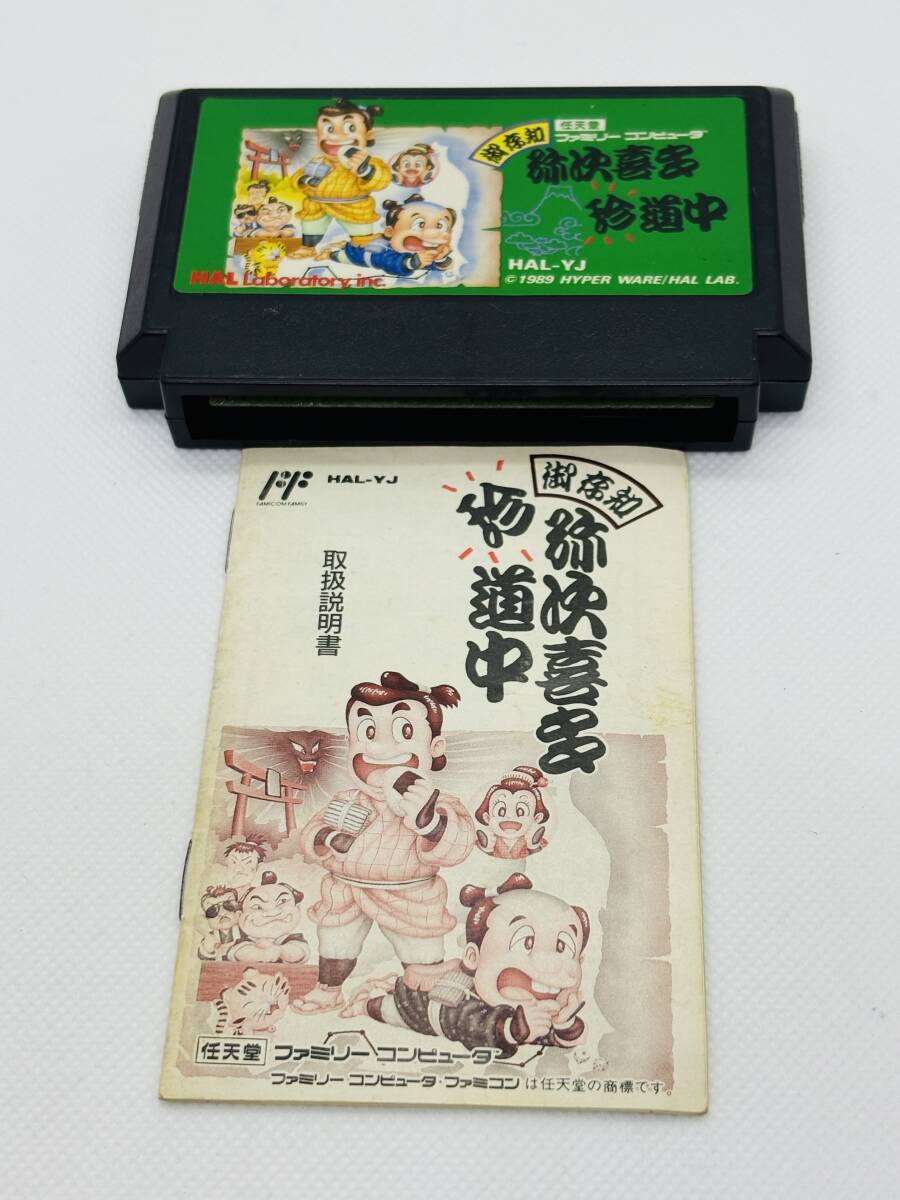 御存知
任天堂
ファミリー コンピュータ
弥次喜多
珍道中
HAL-YJ
HAL Laboratory, inc.
©1989 HYPER WARE/HAL LAB.
FAMICOM FAMILY
HAL-YJ
御存知
弥次喜多
珍道中
取扱説明書
任天堂 ファミリー コンピュータ
ファミリー コンピュータ・ファミコン は任天堂の商標です。